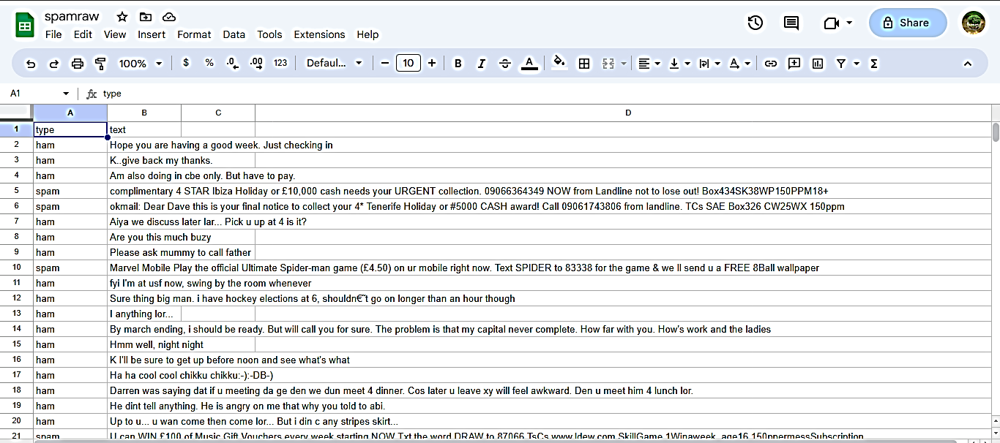 spamraw
File Edit View Insert Format Data Tools Extensions Help
Share
100% $ % .0 .00 123 Defaul... 10 B I A A Σ
A1 fx type
A B C D
1 type text
2 ham Hope you are having a good week. Just checking in
3 ham K..give back my thanks.
4 ham Am also doing in cbe only. But have to pay.
5 spam complimentary 4 STAR Ibiza Holiday or £10,000 cash needs your URGENT collection. 09066364349 NOW from Landline not to lose out! Box434SK38WP150PPM18+
6 spam okmail: Dear Dave this is your final notice to collect your 4* Tenerife Holiday or #5000 CASH award! Call 09061743806 from landline. TCs SAE Box326 CW25WX 150ppm
7 ham Aiya we discuss later lar... Pick u up at 4 is it?
8 ham Are you this much buzy
9 ham Please ask mummy to call father
10 spam Marvel Mobile Play the official Ultimate Spider-man game (£4.50) on ur mobile right now. Text SPIDER to 83338 for the game & we ll send u a FREE 8Ball wallpaper
11 ham fyi I'm at usf now, swing by the room whenever
12 ham Sure thing big man. i have hockey elections at 6, shouldn€˜t go on longer than an hour though
13 ham I anything lor...
14 ham By march ending, i should be ready. But will call you for sure. The problem is that my capital never complete. How far with you. How's work and the ladies
15 ham Hmm well, night night
16 ham K I'll be sure to get up before noon and see what's what
17 ham Ha ha cool cool chikku chikku:-):-DB-)
18 ham Darren was saying dat if u meeting da ge den we dun meet 4 dinner. Cos later u leave xy will feel awkward. Den u meet him 4 lunch lor.
19 ham He dint tell anything. He is angry on me that why you told to abi.
20 ham Up to u... u wan come then come lor... But i din c any stripes skirt...
21 spam U can WIN £100 of Music Gift Vouchers every week starting NOW Txt the word DRAW to 87066 TsCs www.ldew.com SkillGame,1Winaweek, age16.150ppermessSubscription